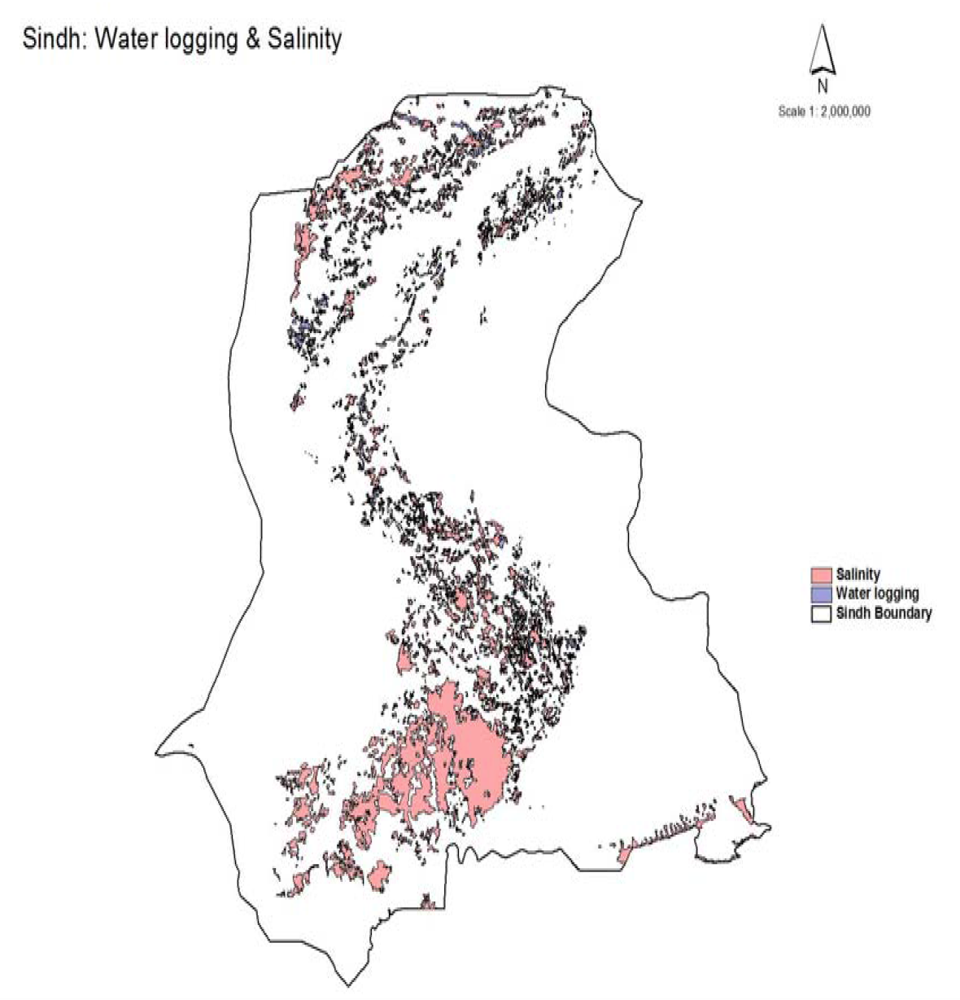 Sindh: Water logging & Salinity
N
Scale 1: 2,000,000
Salinity
Water logging
Sindh Boundary